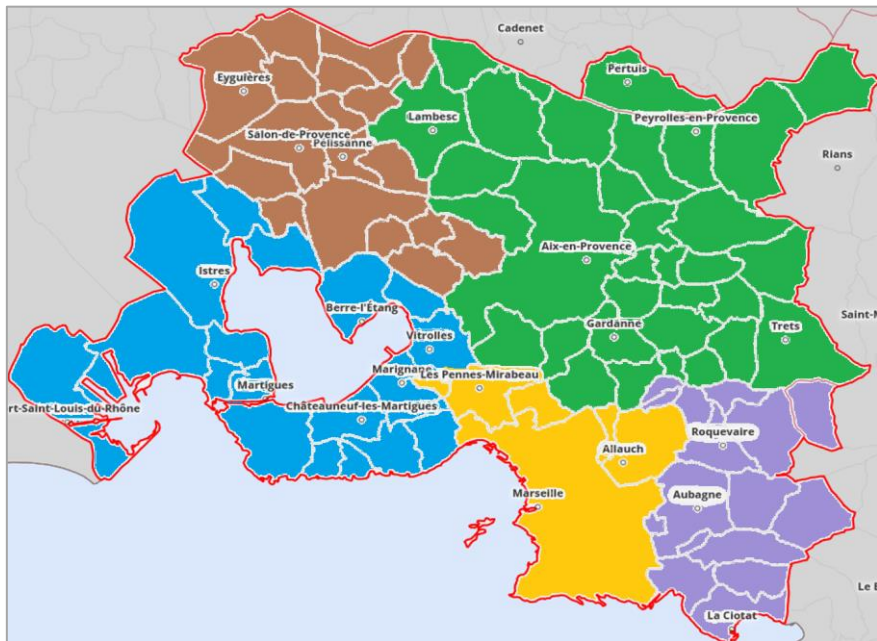 Cadenet
Pertuis
Eyguières
Lambesc
Peyrolles-en-Provence
Salon-de-Provence
Pélissanne
Rians
Aix-en-Provence
Istres
Berre-l'Étang
Saint-M
Gardanne
Trets
Vitrolles
Marignane
Les Pennes-Mirabeau
Martigues
Châteauneuf-les-Martigues
rt-Saint-Louis-du-Rhône
Roquevaire
Allauch
Marseille
Aubagne
Le B
La Ciotat